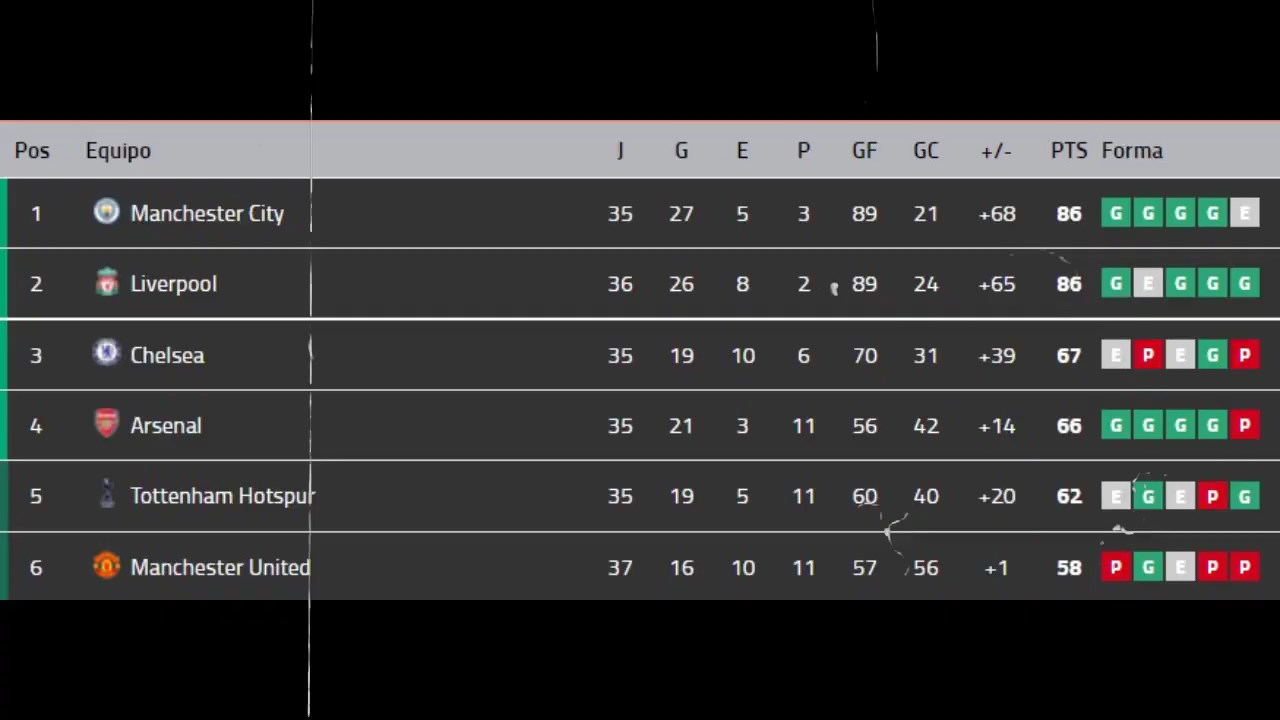 Pos Equipo J G E P GF GC +/- PTS Forma
1 Manchester City 35 27 5 3 89 21 +68 86 G G G G E
2 Liverpool 36 26 8 2 89 24 +65 86 G E G G G
3 Chelsea 35 19 10 6 70 31 +39 67 E P E G P
4 Arsenal 35 21 3 11 56 42 +14 66 G G G G P
5 Tottenham Hotspur 35 19 5 11 60 40 +20 62 E G E P G
6 Manchester United 37 16 10 11 57 56 +1 58 P G E P P